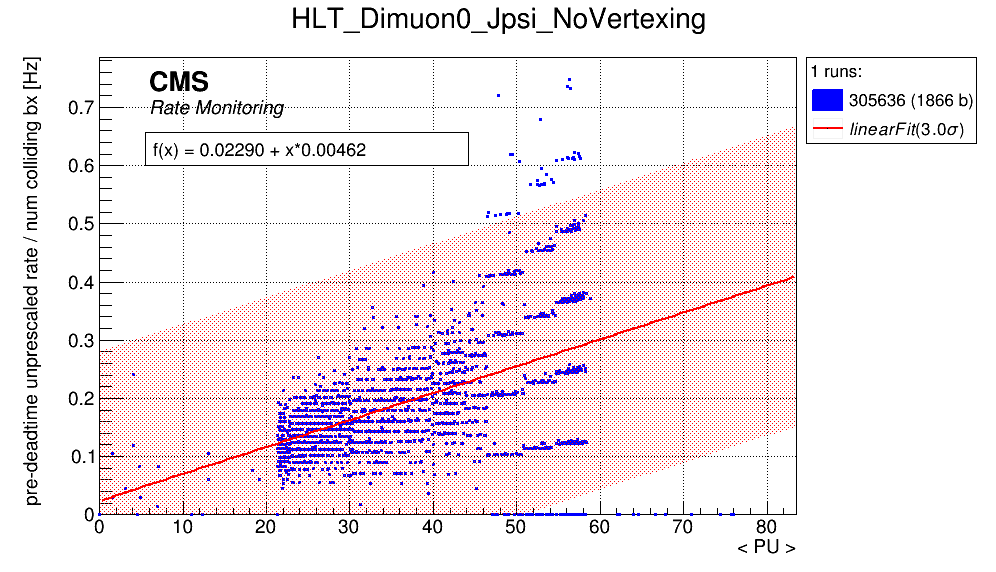 HLT_Dimuon0_Jpsi_NoVertexing
pre-deadtime unprescaled rate / num colliding bx [Hz]
CMS
Rate Monitoring
f(x) = 0.02290 + x*0.00462
0.7
0.6
0.5
0.4
0.3
0.2
0.1
0
0 10 20 30 40 50 60 70 80
< PU >
1 runs:
305636 (1866 b)
linearFit(3.0σ)